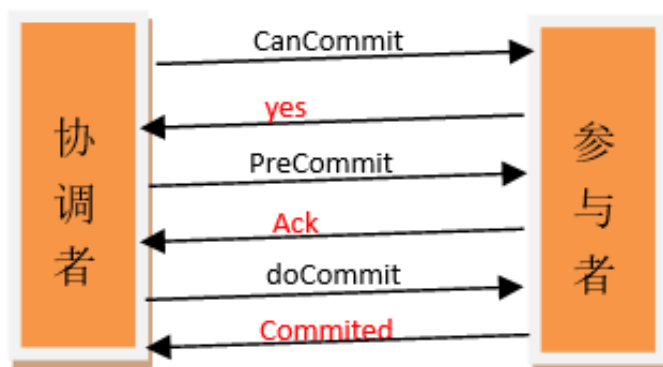 协调者
CanCommit
yes
PreCommit
Ack
doCommit
Commited
参与者